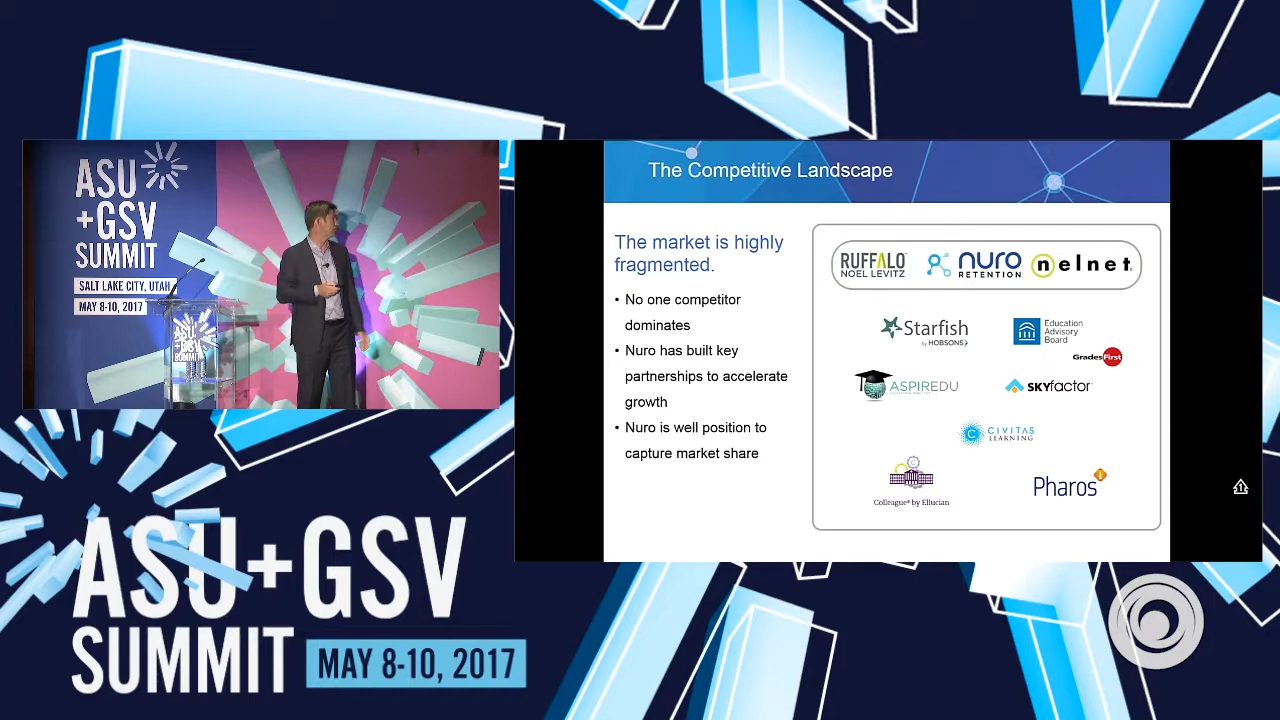 ASU
+GSV
SUMMIT
SALT LAKE CITY, UTAH
MAY 8-10, 2017
ASU
+GSV
SUMMIT
The Competitive Landscape
The market is highly
fragmented.
• No one competitor
dominates
• Nuro has built key
partnerships to accelerate
growth
• Nuro is well position to
capture market share
RUFFALO
NOEL LEVITZ
nuro
RETENTION
nelnet
Starfish
by HOBSONS
Education
Advisory
Board
GradesFirst
ASPIREDU
SKYfactor
CIVITAS
LEARNING
Colleague® by Ellucian
Pharos
ASU+GSV
SUMMIT
MAY 8-10, 2017